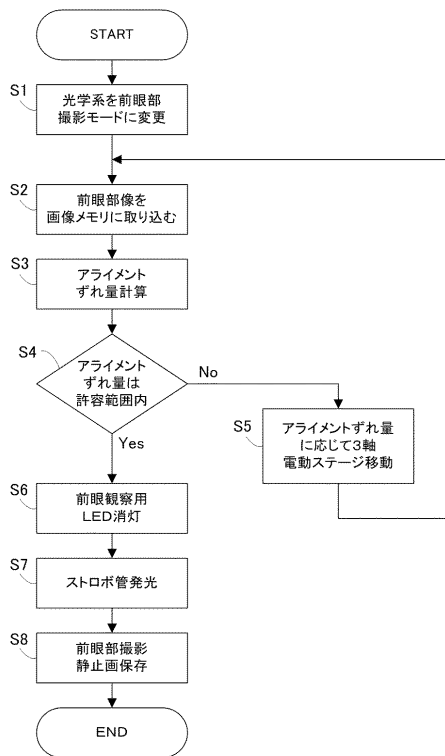 START
S1
光学系を前眼部
撮影モードに変更
S2
前眼部像を
画像メモリに取り込む
S3
アライメント
ずれ量計算
S4
アライメント
ずれ量は
許容範囲内
No
Yes
S5
アライメントずれ量
に応じて3軸
電動ステージ移動
S6
前眼観察用
LED消灯
S7
ストロボ管発光
S8
前眼部撮影
静止画保存
END